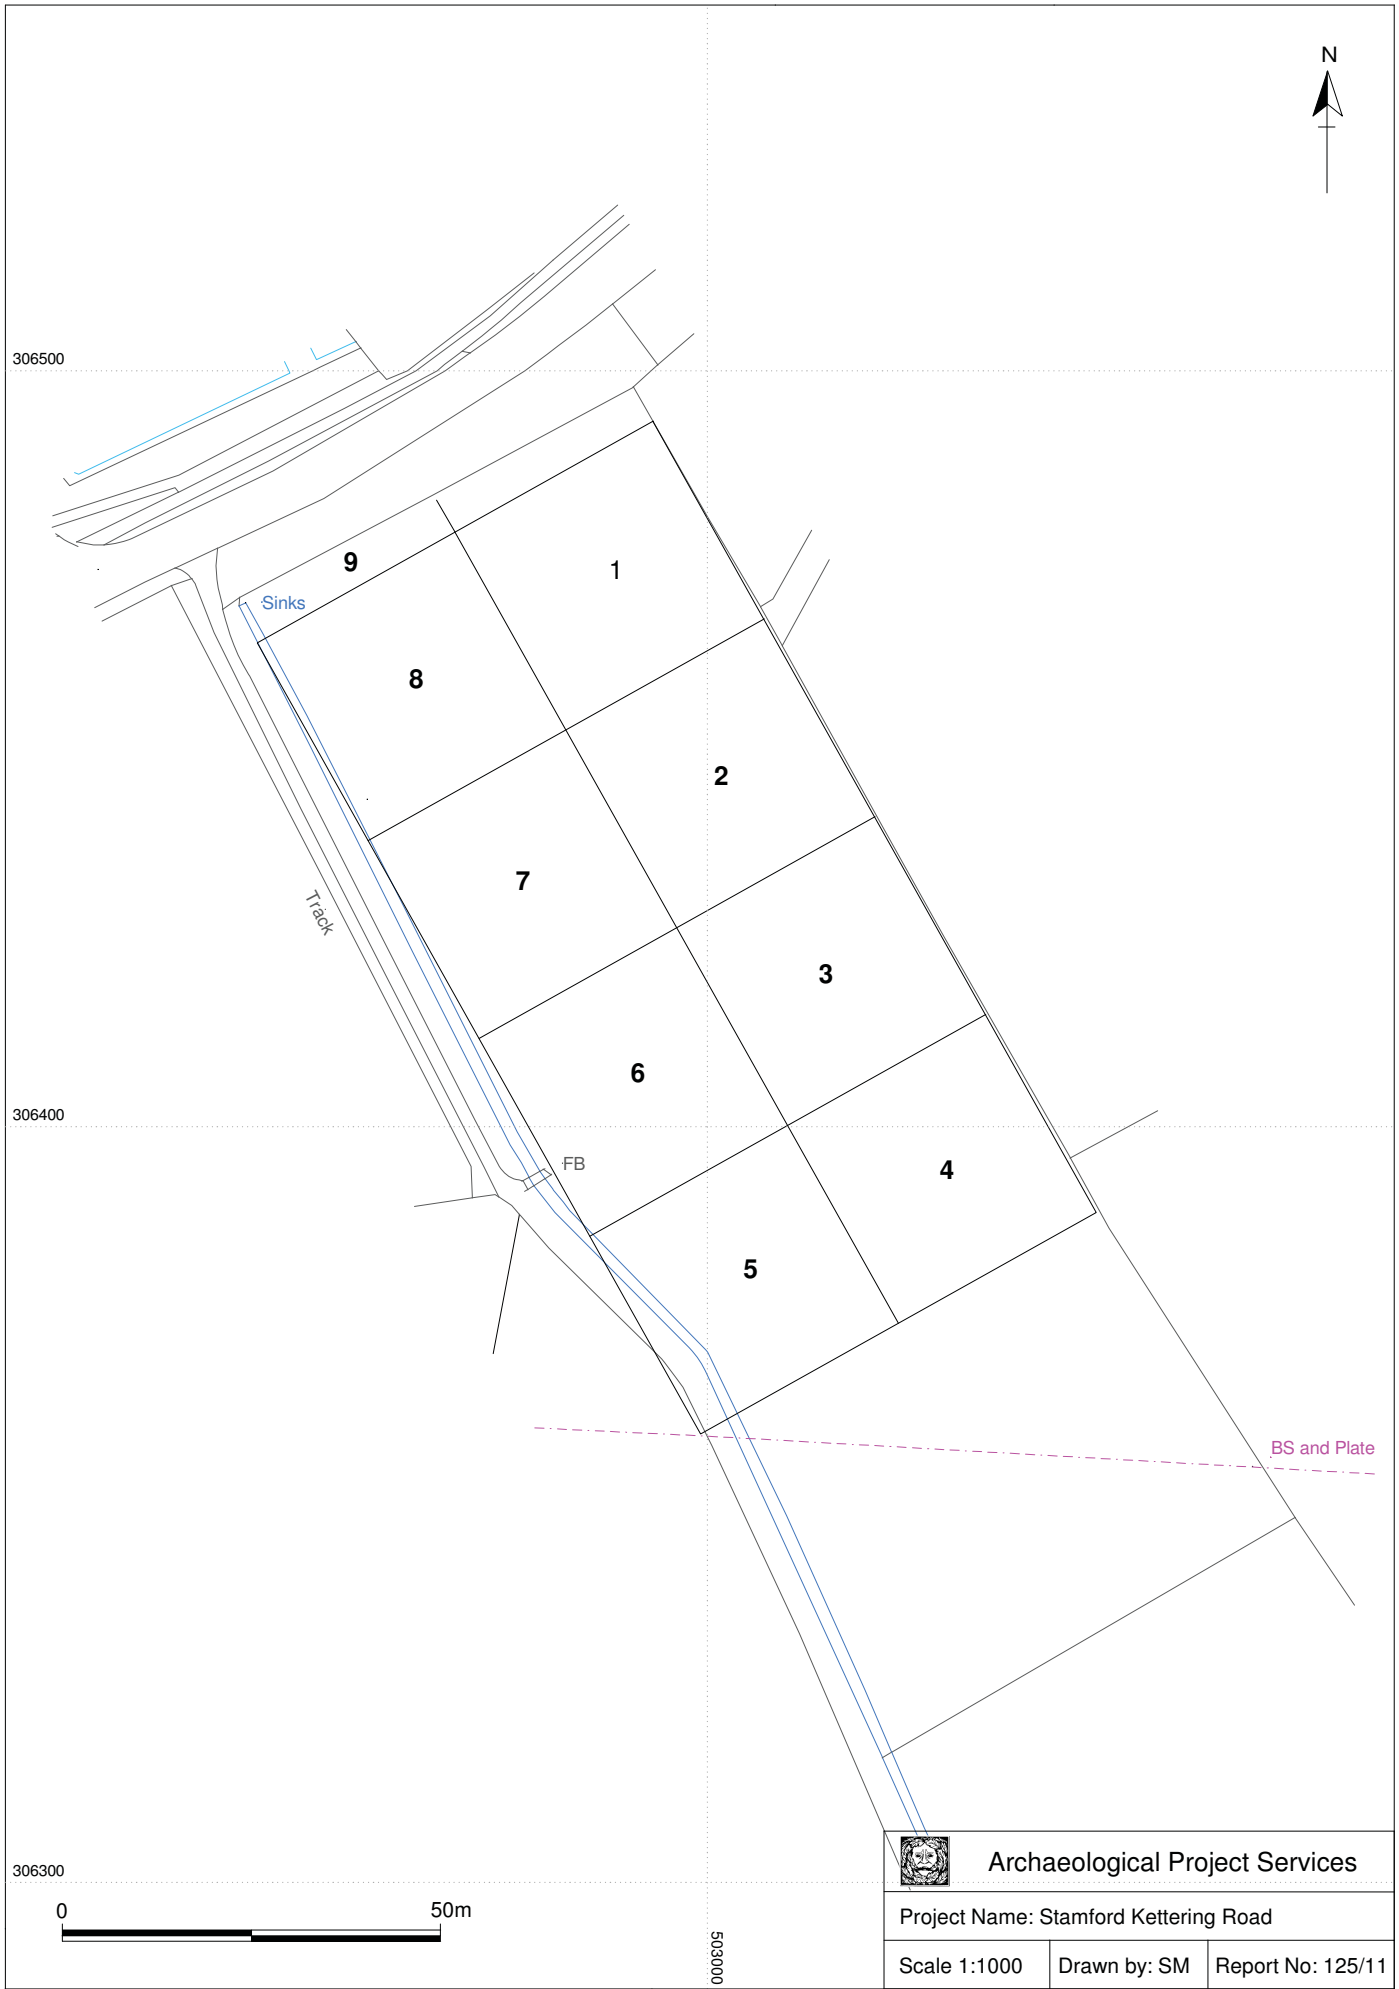 N
306500
9
1
Sinks
8
2
7
Track
3
6
306400
FB
4
5
BS and Plate
306300
0
50m
503000
Archaeological Project Services
Project Name: Stamford Kettering Road
Scale 1:1000
Drawn by: SM
Report No: 125/11